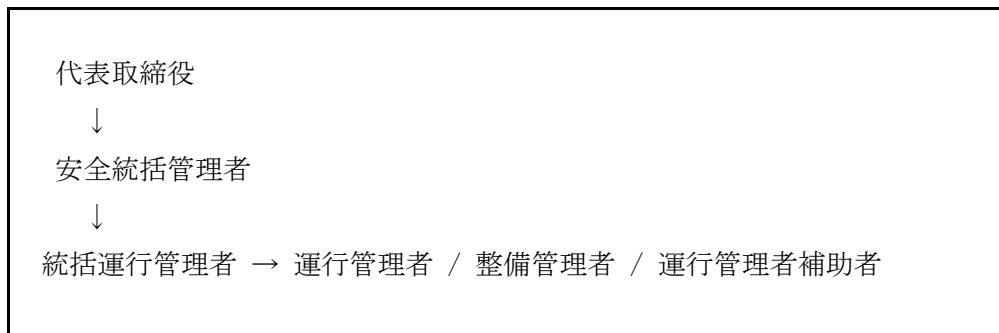 代表取締役
↓
安全統括管理者
↓
統括運行管理者 → 運行管理者 / 整備管理者 / 運行管理者補助者